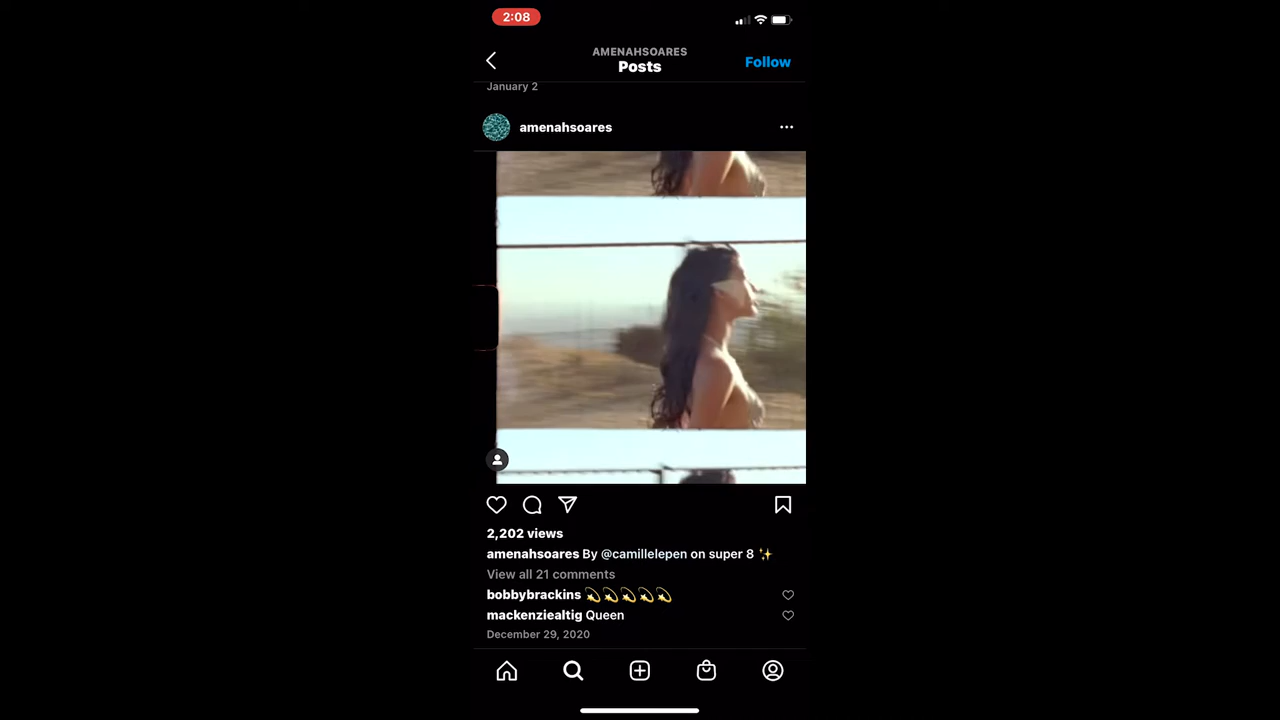 2:08
AMENAHSOARES
Posts
Follow
January 2
amenahsoares
2,202 views
amenahsoares By @camillelepen on super 8 ✨
View all 21 comments
bobbybrackins 💫💫💫💫💫
mackenziealtig Queen
December 29, 2020